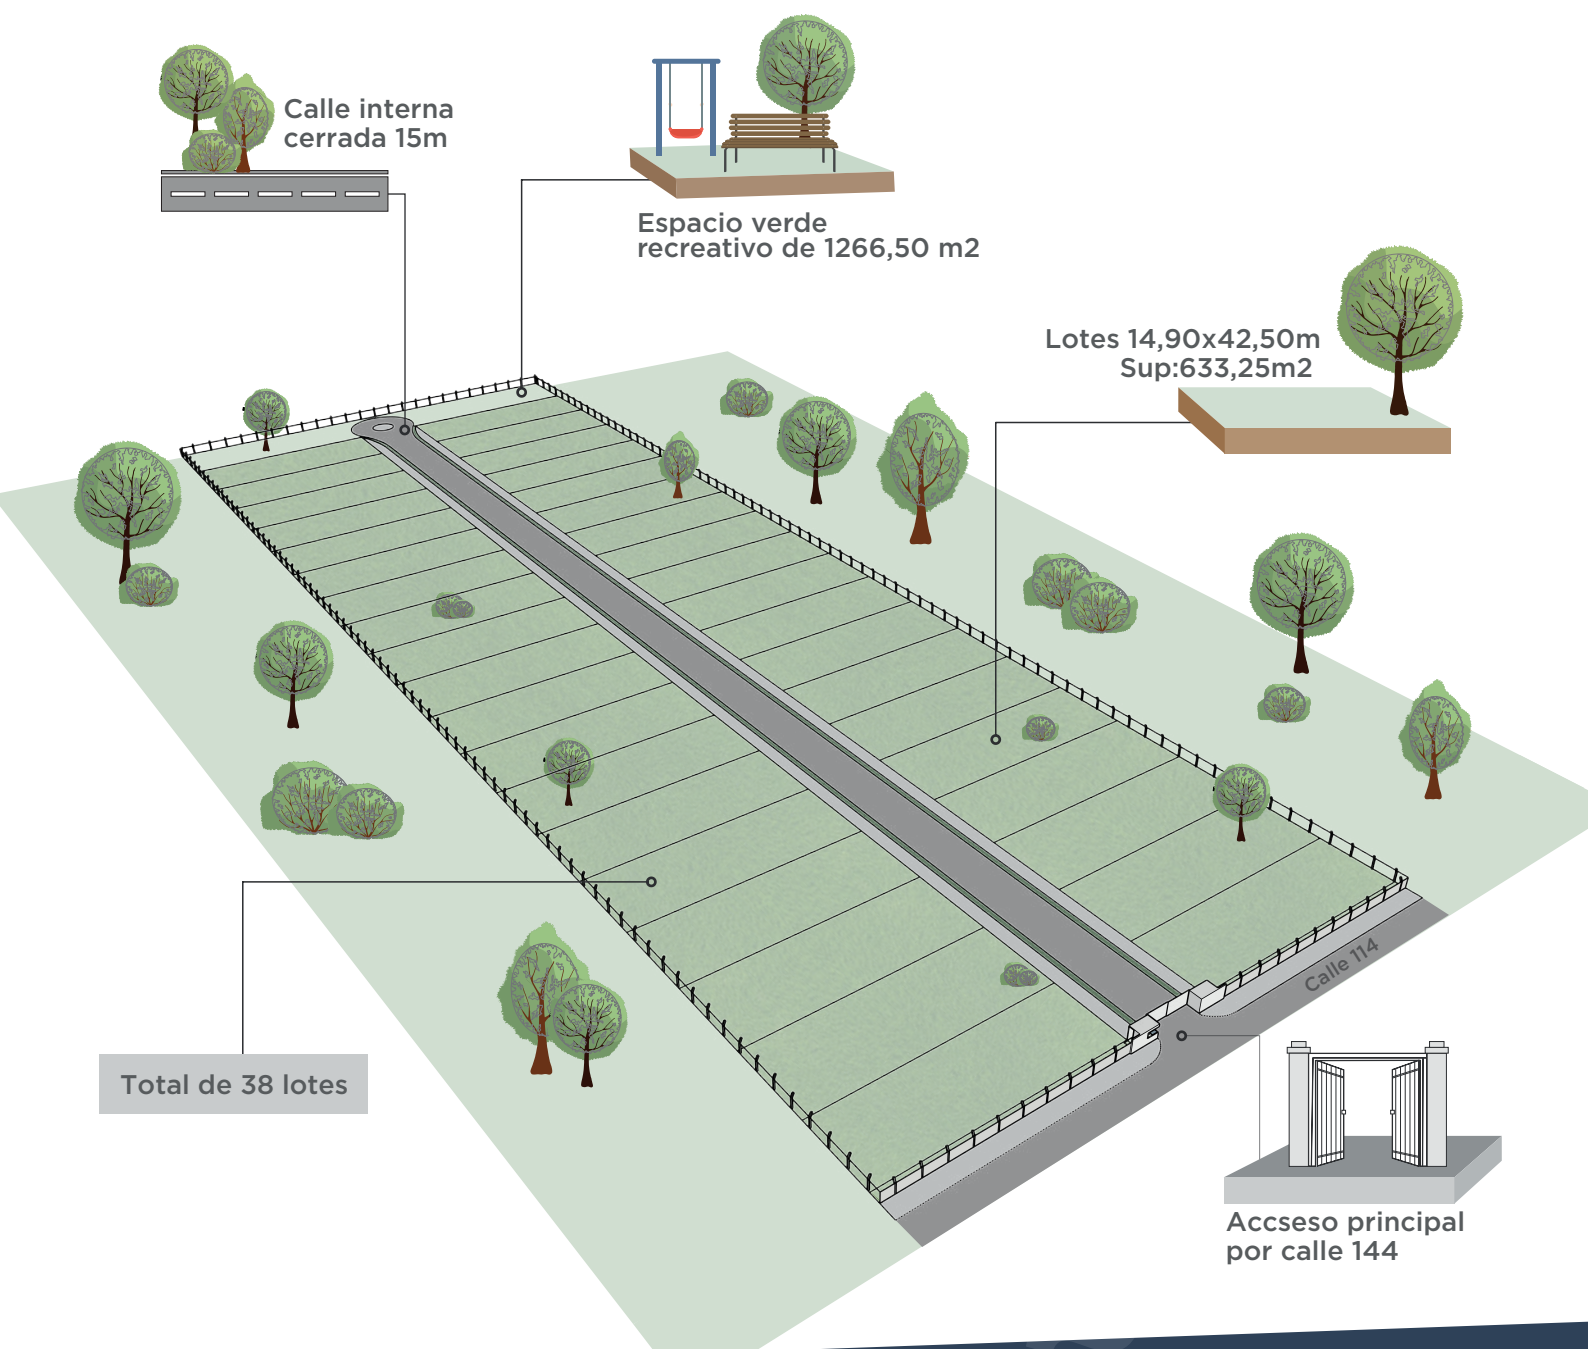 Calle interna
cerrada 15m
Espacio verde
recreativo de 1266,50 m2
Lotes 14,90x42,50m
Sup:633,25m2
Calle 114
Total de 38 lotes
Accseso principal
por calle 144